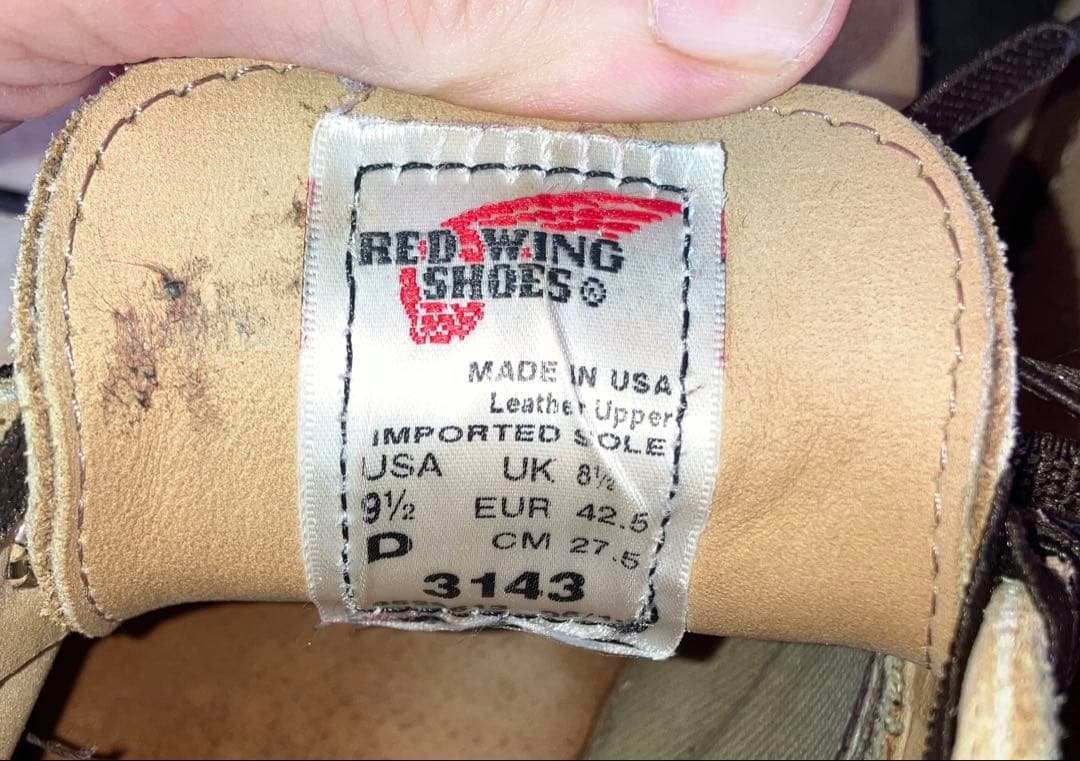 RED WING
SHOES®
MADE IN USA
Leather Upper
IMPORTED SOLE
USA UK 8½
9½ EUR 42.5
D CM 27.5
3143